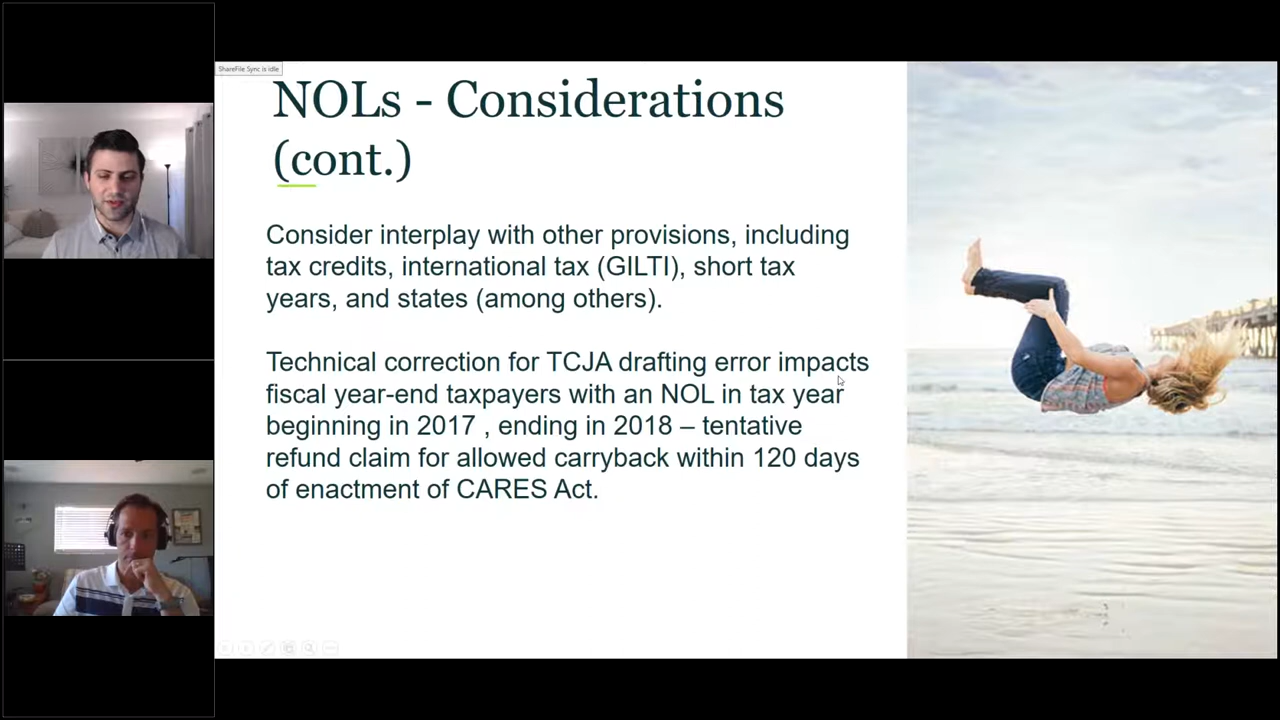 ShareFile Sync is idle
NOLs - Considerations
(cont.)
Consider interplay with other provisions, including
tax credits, international tax (GILTI), short tax
years, and states (among others).
Technical correction for TCJA drafting error impacts
fiscal year-end taxpayers with an NOL in tax year
beginning in 2017 , ending in 2018 – tentative
refund claim for allowed carryback within 120 days
of enactment of CARES Act.